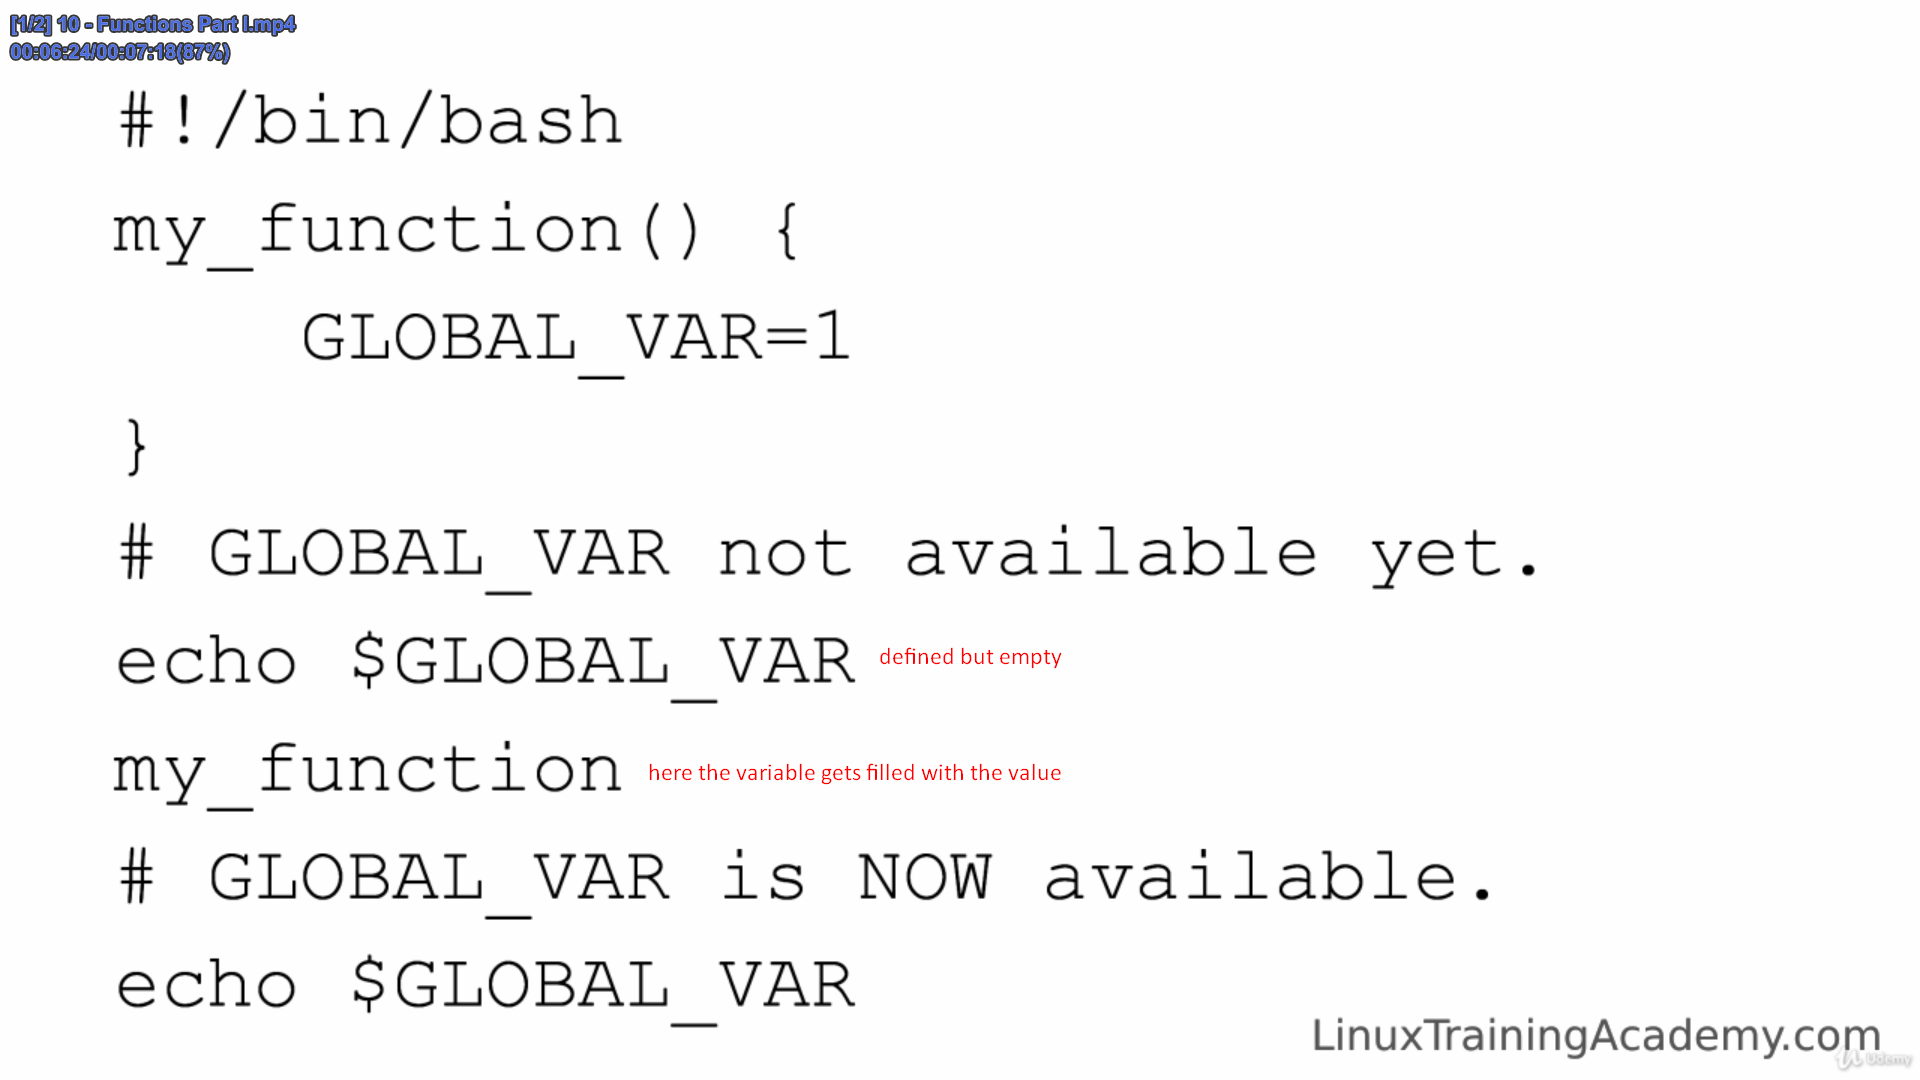 [1/2] 10 - Functions Part I.mp4
00:06:24/00:07:18(87%)
#!/bin/bash
my_function() {
    GLOBAL_VAR=1
}
# GLOBAL_VAR not available yet.
echo $GLOBAL_VAR defined but empty
my_function here the variable gets filled with the value
# GLOBAL_VAR is NOW available.
echo $GLOBAL_VAR
LinuxTrainingAcademy.com
Udemy